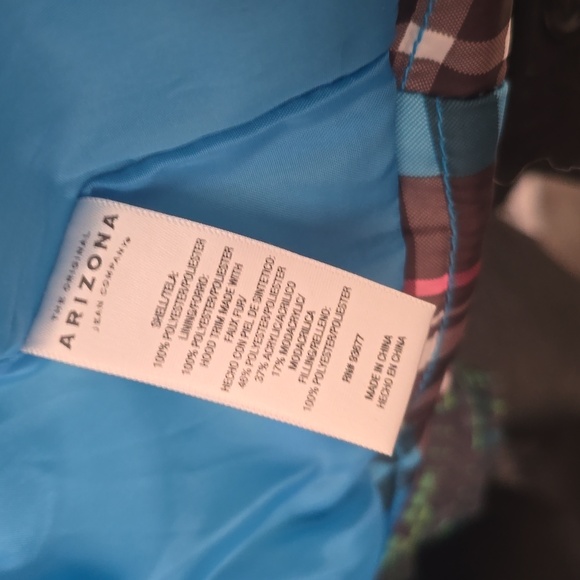 THE ORIGINAL
ARIZONA
JEAN COMPANY®
SHELL/TELA:
100% POLYESTER/POLIESTER
LINING/FORRO:
100% POLYESTER/POLIESTER
HOOD TRIM MADE WITH
FAUX FUR/
HECHO CON PIEL DE SINTETICO:
46% POLYESTER/POLIESTER
37% ACRYLIC/ACRILICO
17% MODACRYLIC/
MODACRILICA
FILLING/RELLENO:
100% POLYESTER/POLIESTER
RN# 93677
MADE IN CHINA
HECHO EN CHINA